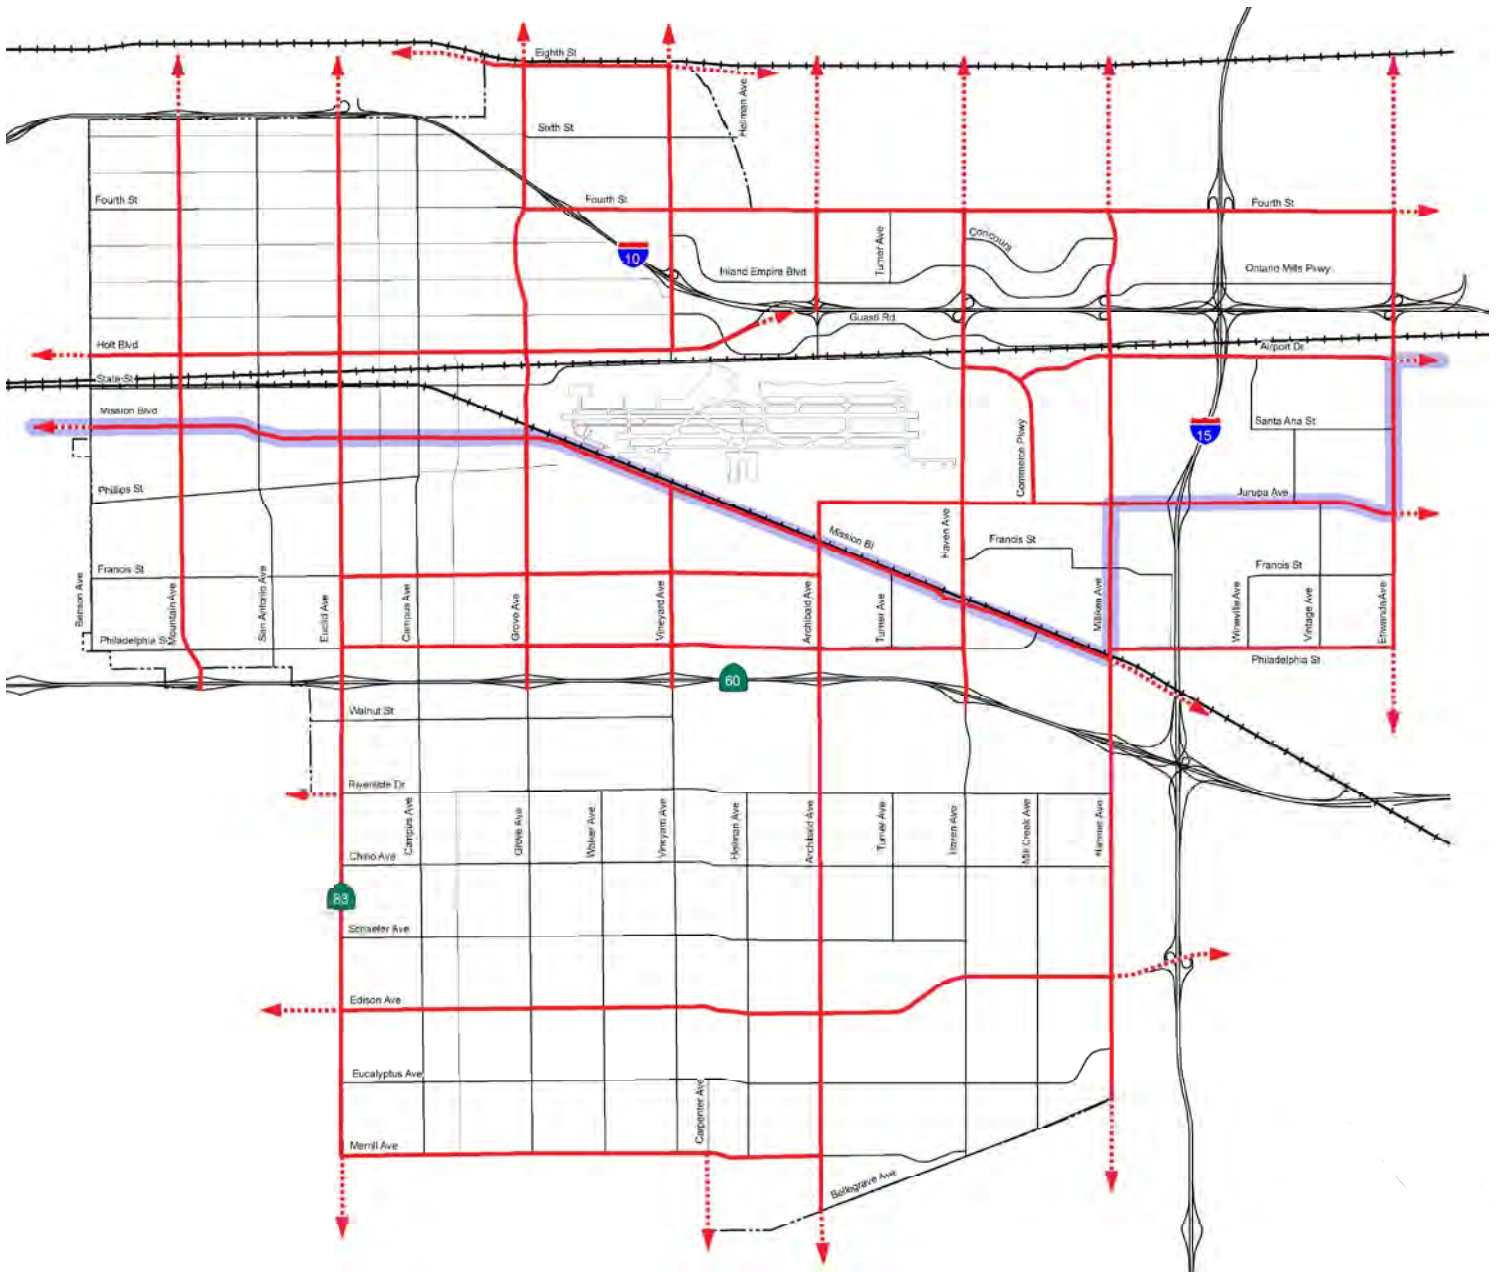 Eighth St
Helman Ave
Sixth St
Fourth St
Fourth St
Fourth St
10
Inland Empire Blvd
Turner Ave
Concours
Ontario Mills Pkwy
Guasti Rd
Holt Blvd
Airport Dr
State St
Mission Blvd
Santa Ana St
15
Commerce Pkwy
Phillips St
Jurupa Ave
Mission Bl
Haven Ave
Francis St
Francis St
Francis St
Benson Ave
Mountain Ave
San Antonio Ave
Euclid Ave
Campus Ave
Grove Ave
Vineyard Ave
Archibald Ave
Turner Ave
Milliken Ave
Wineville Ave
Vintage Ave
Etiwanda Ave
Philadelphia St
Philadelphia St
60
Walnut St
Riverside Dr
Campus Ave
Grove Ave
Walker Ave
Vineyard Ave
Hellman Ave
Archibald Ave
Turner Ave
Haven Ave
Mill Creek Ave
Hamner Ave
Chino Ave
83
Schaefer Ave
Edison Ave
Eucalyptus Ave
Carpenter Ave
Merrill Ave
Bellegrave Ave